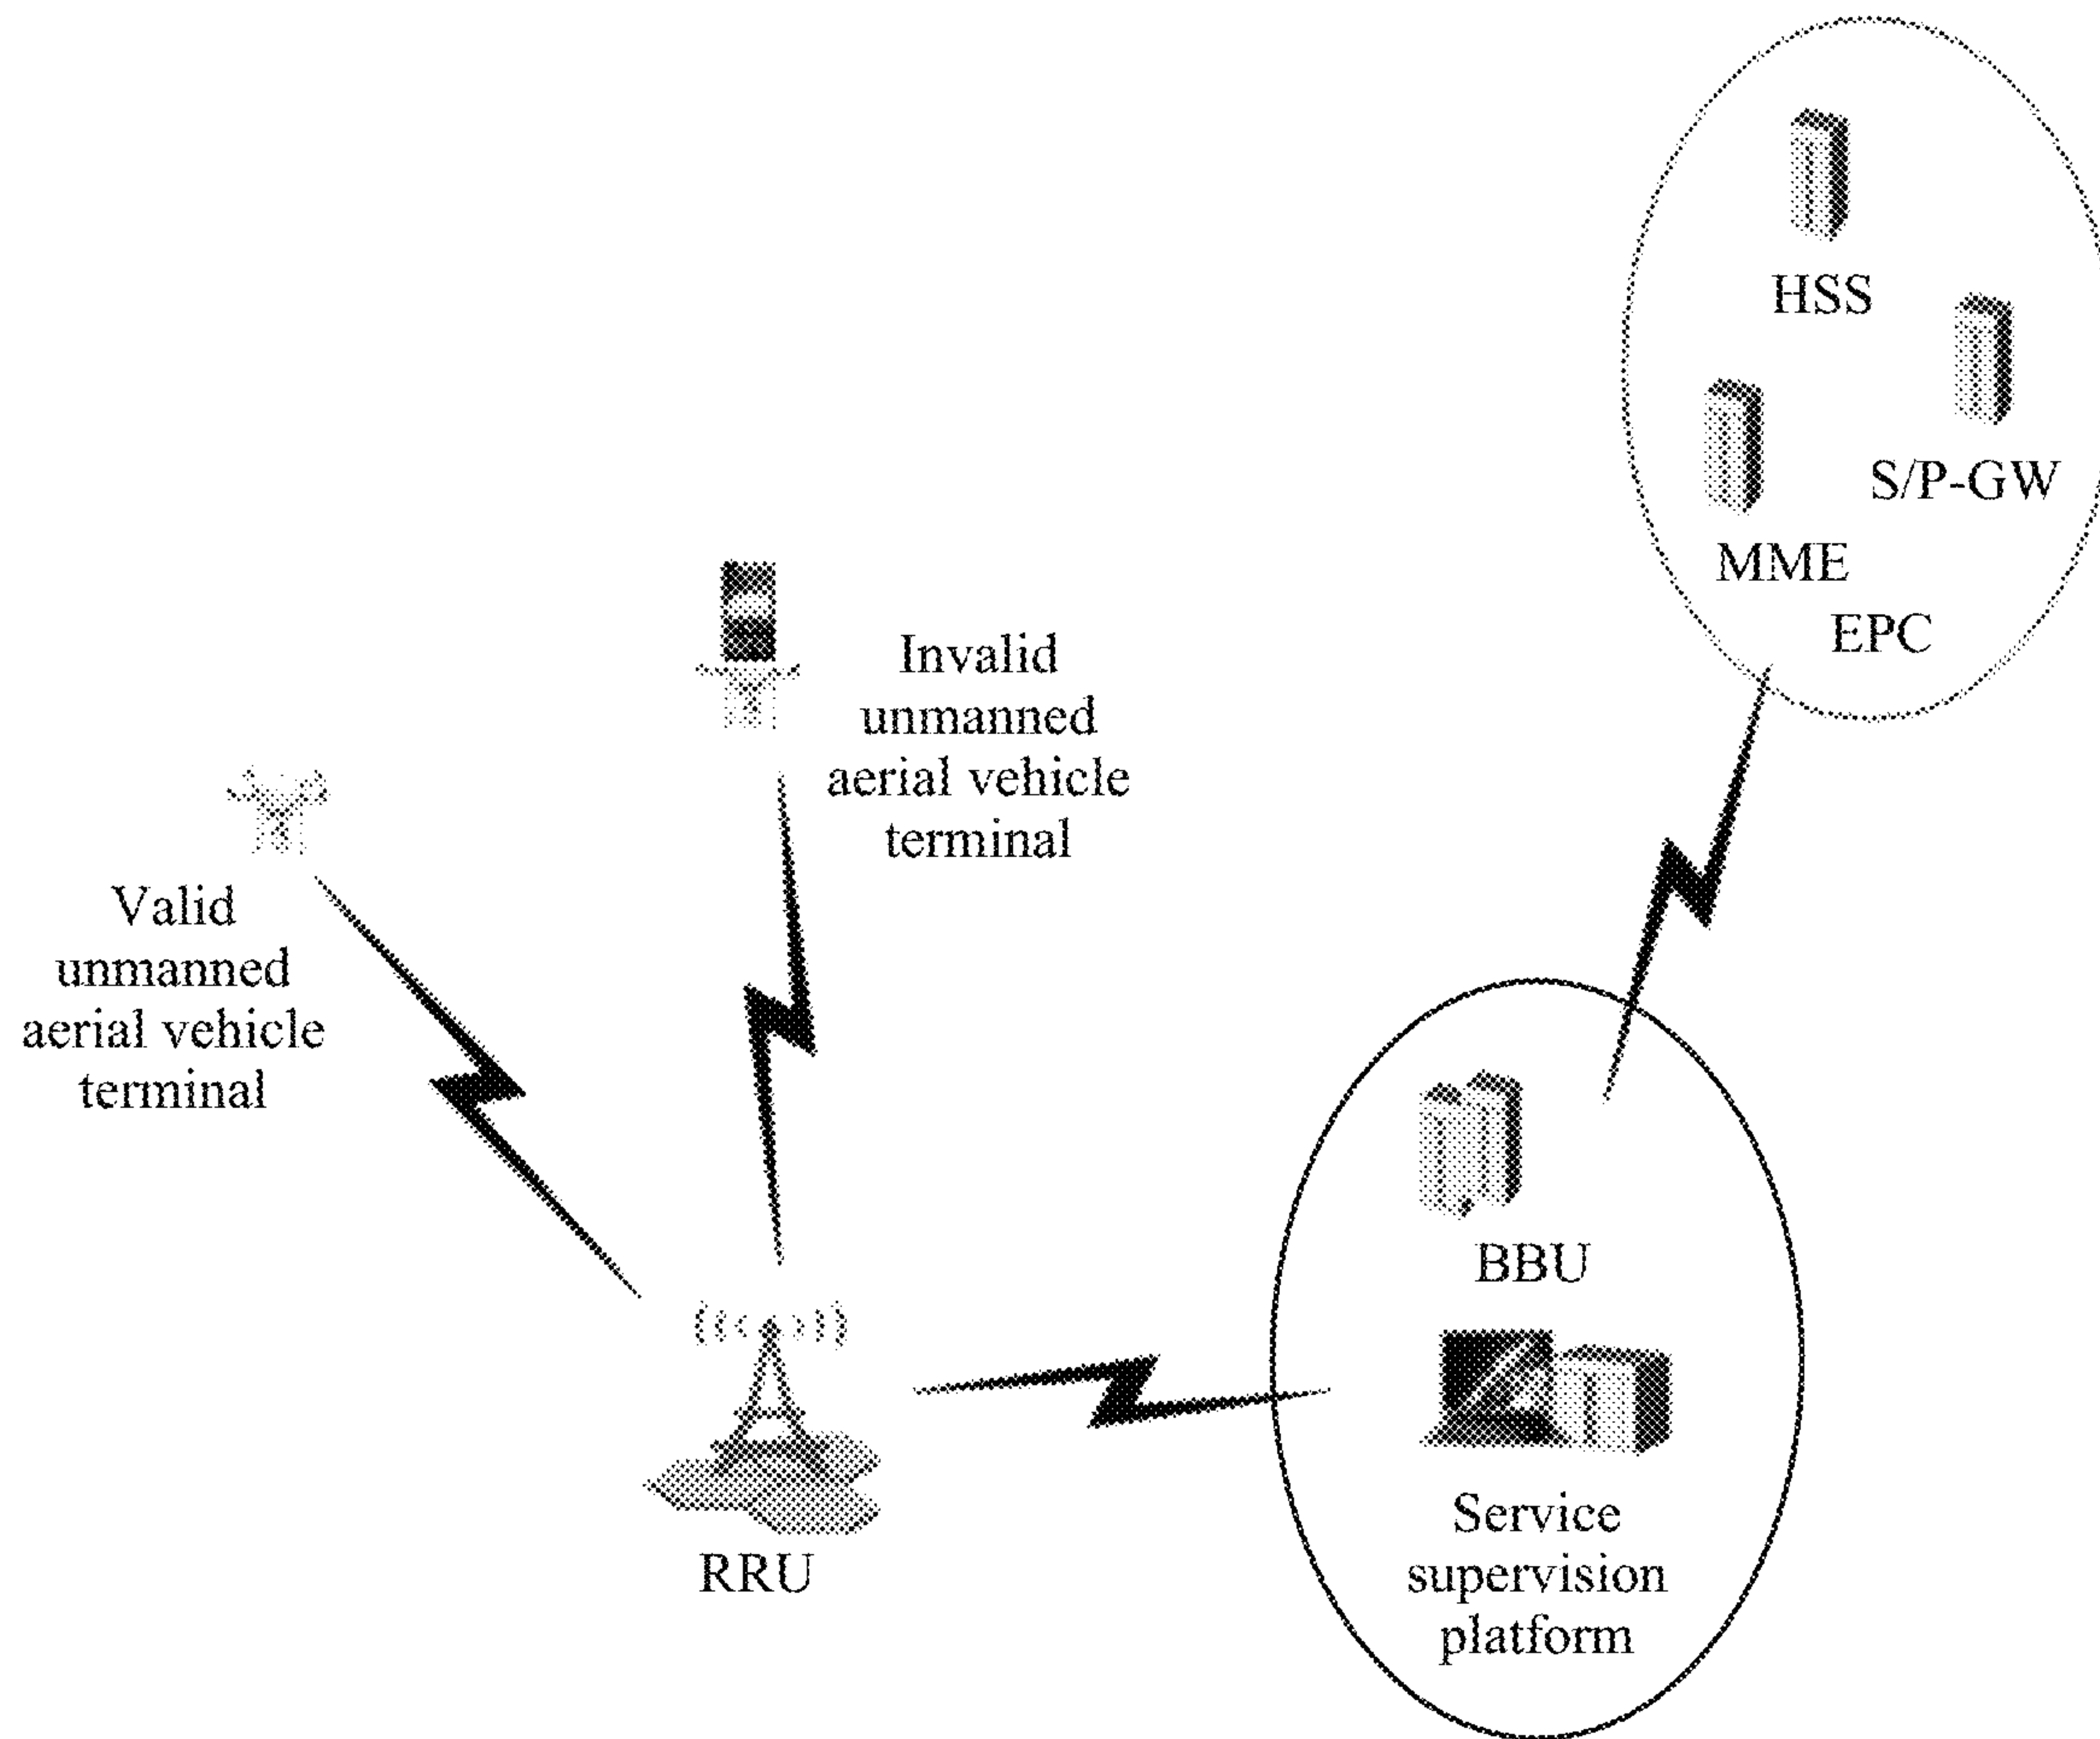 HSS
S/P-GW
MME
EPC
Invalid
unmanned
aerial vehicle
terminal
Valid
unmanned
aerial vehicle
terminal
BBU
Service
supervision
platform
RRU